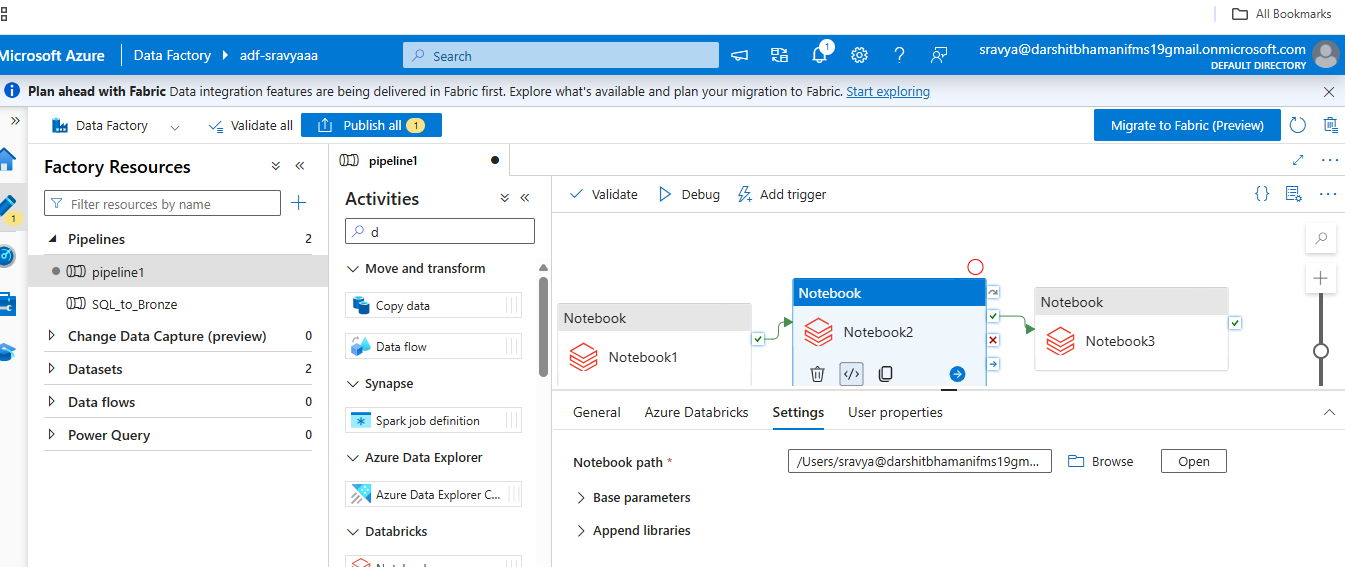 All Bookmarks
Microsoft Azure
Data Factory
adf-sravyaaa
Search
1
sravya@darshitbhamanifms19gmail.onmicrosoft.com
DEFAULT DIRECTORY
Plan ahead with Fabric Data integration features are being delivered in Fabric first. Explore what's available and plan your migration to Fabric. Start exploring
Data Factory
Validate all
Publish all 1
Migrate to Fabric (Preview)
1
Factory Resources
Filter resources by name
Pipelines 2
pipeline1
SQL_to_Bronze
Change Data Capture (preview) 0
Datasets 2
Data flows 0
Power Query 0
pipeline1
Activities
d
Move and transform
Copy data
Data flow
Synapse
Spark job definition
Azure Data Explorer
Azure Data Explorer C...
Databricks
Validate
Debug
Add trigger
{}
Notebook
Notebook1
Notebook
Notebook2
Notebook
Notebook3
General
Azure Databricks
Settings
User properties
Notebook path *
/Users/sravya@darshitbhamanifms19gm...
Browse
Open
Base parameters
Append libraries